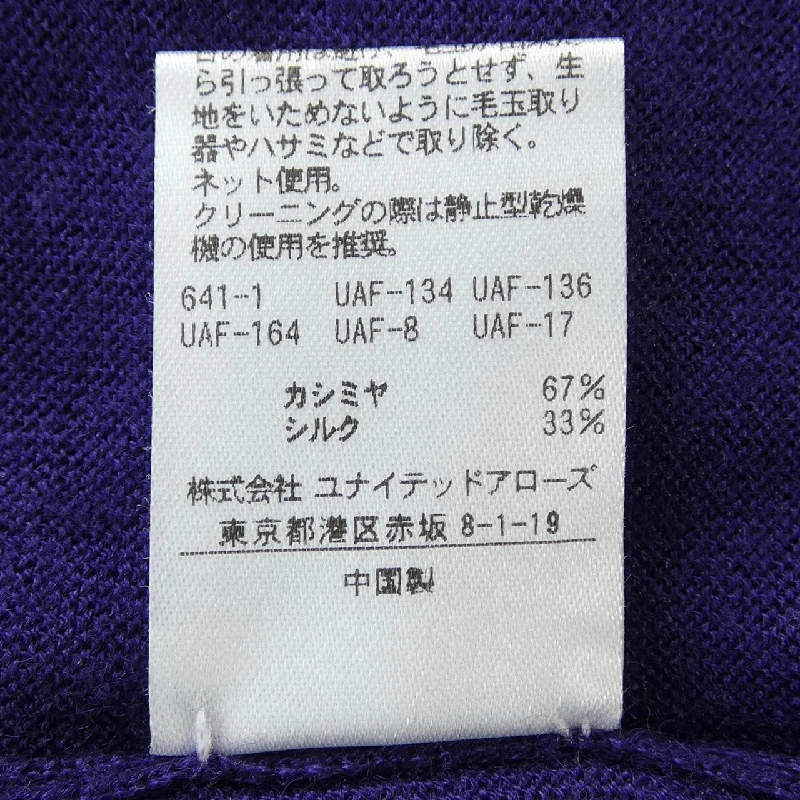 ら引っ張って取ろうとせず、生
地をいためないように毛玉取り
器やハサミなどで取り除く。
ネット使用。
クリーニングの際は静止型乾燥
機の使用を推奨。
641-1 UAF-134 UAF-136
UAF-164 UAF-8 UAF-17
カシミヤ 67%
シルク 33%
株式会社 ユナイテッドアローズ
東京都港区赤坂 8-1-19
中国製